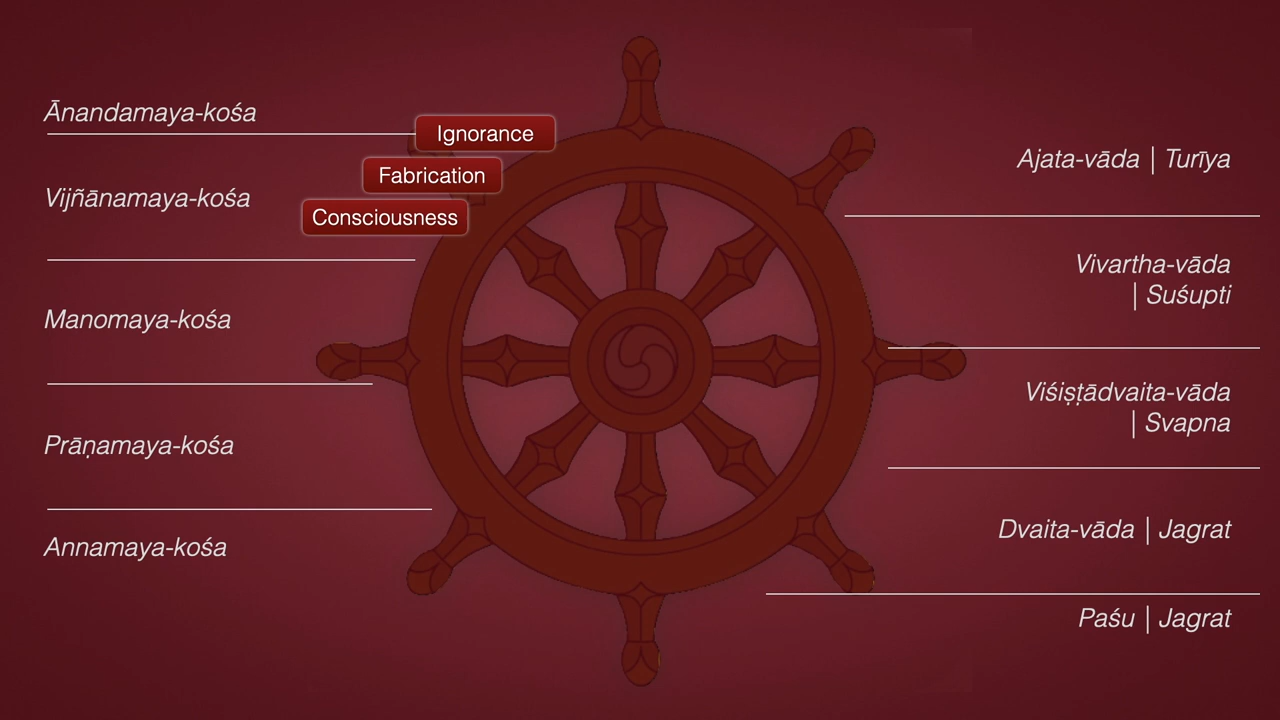 Ānandamaya-kośa
Ignorance
Fabrication
Vijñānamaya-kośa
Consciousness
Manomaya-kośa
Prāṇamaya-kośa
Annamaya-kośa
Ajata-vāda | Turīya
Vivartha-vāda
| Suśupti
Viśiṣṭādvaita-vāda
| Svapna
Dvaita-vāda | Jagrat
Paśu | Jagrat